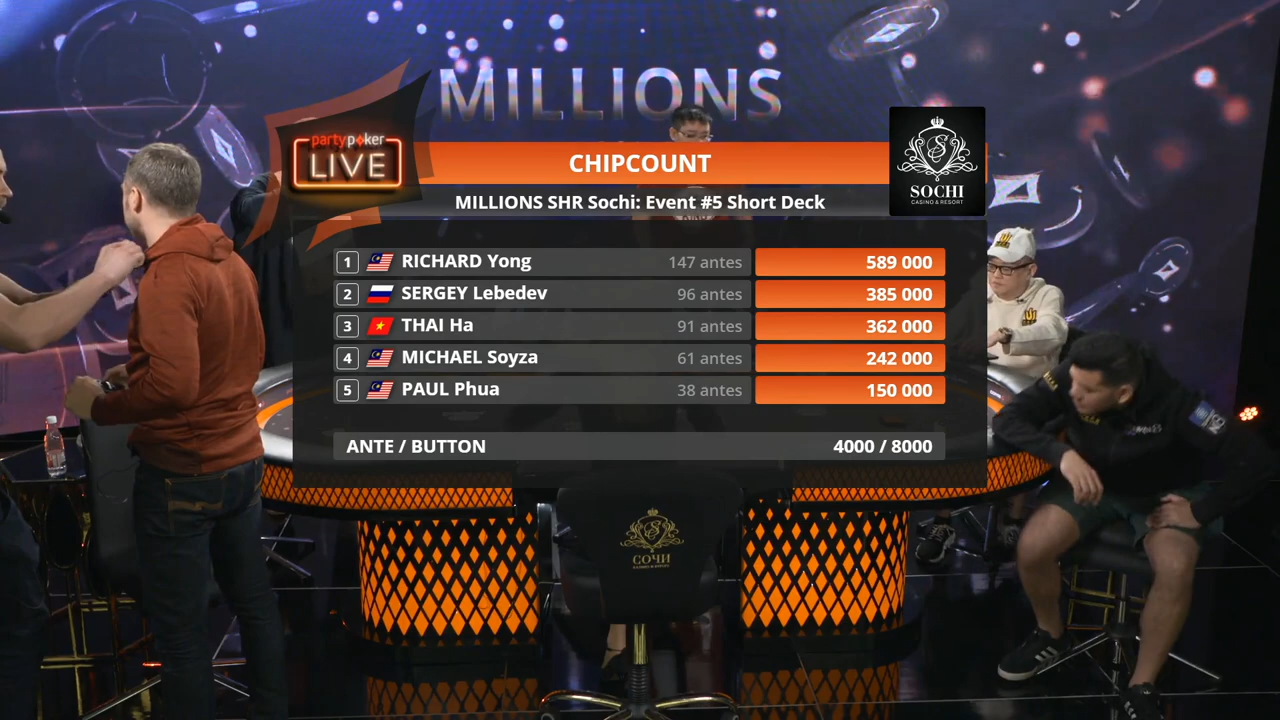 MILLIONS
partypoker
LIVE
CHIPCOUNT
MILLIONS SHR Sochi: Event #5 Short Deck
SOCHI
CASINO & RESORT
1 RICHARD Yong 147 antes 589 000
2 SERGEY Lebedev 96 antes 385 000
3 THAI Ha 91 antes 362 000
4 MICHAEL Soyza 61 antes 242 000
5 PAUL Phua 38 antes 150 000
ANTE / BUTTON 4000 / 8000
СОЧИ